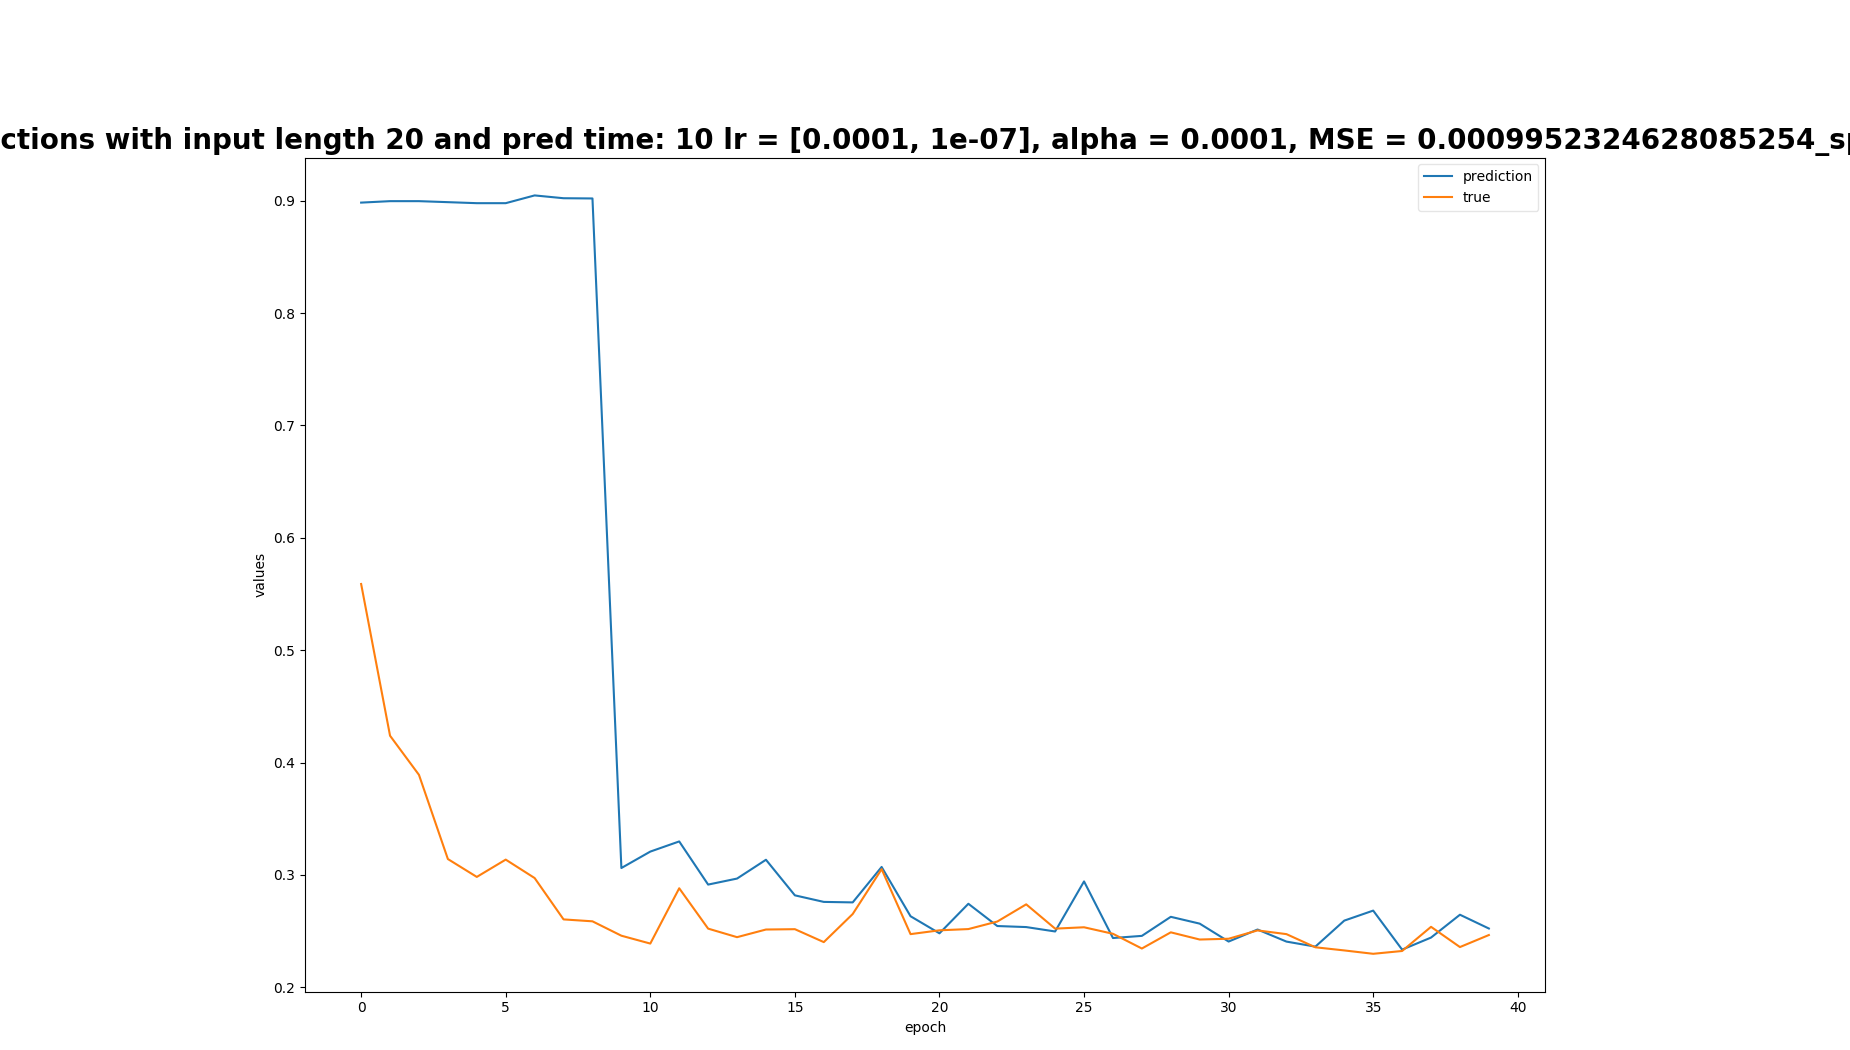 ctions with input length 20 and pred time: 10 lr = [0.0001, 1e-07], alpha = 0.0001, MSE = 0.0009952324628085254_sp
prediction
true
0.9
0.8
0.7
0.6
0.5
0.4
0.3
0.2
values
0 5 10 15 20 25 30 35 40
epoch